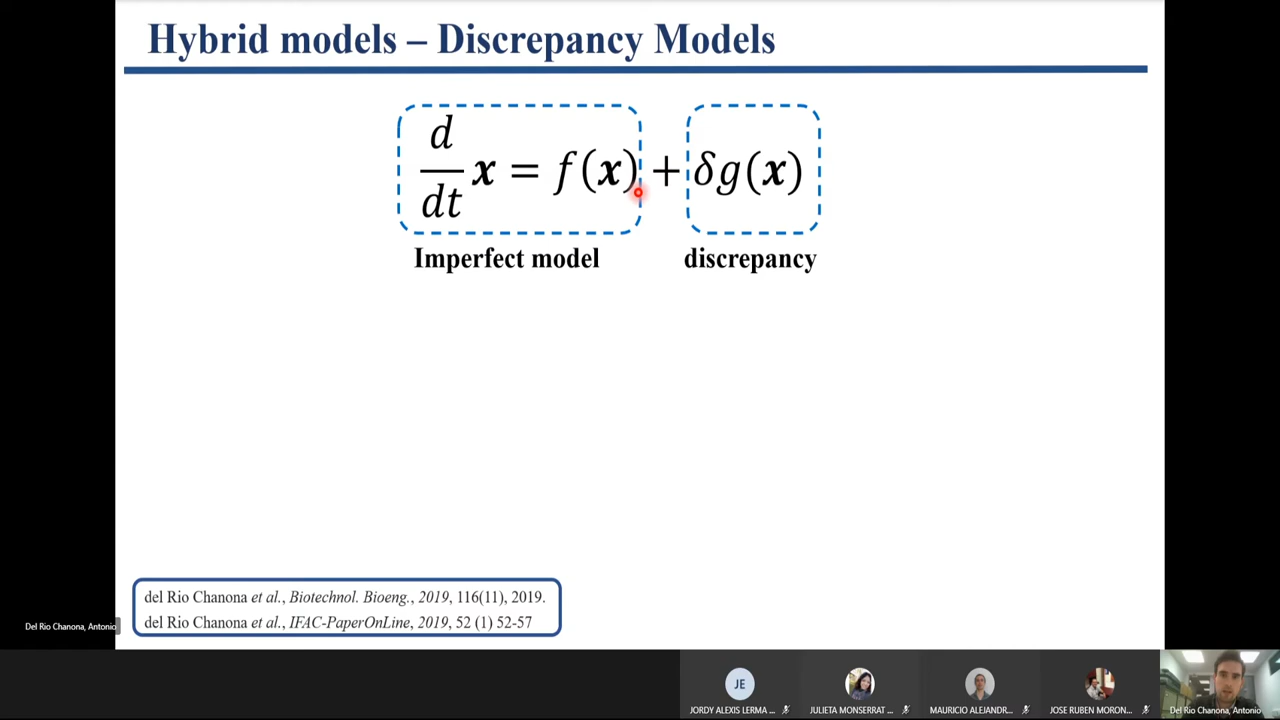 Hybrid models – Discrepancy Models
d/dt x = f(x) + δg(x)
Imperfect model
discrepancy
del Rio Chanona et al., Biotechnol. Bioeng., 2019, 116(11), 2019.
del Rio Chanona et al., IFAC-PaperOnLine, 2019, 52 (1) 52-57
Del Rio Chanona, Antonio
JE
JORDY ALEXIS LERMA ...
JULIETA MONSERRAT ...
MAURICIO ALEJANDR...
JOSE RUBEN MORON...
Del Rio Chanona, Antonio